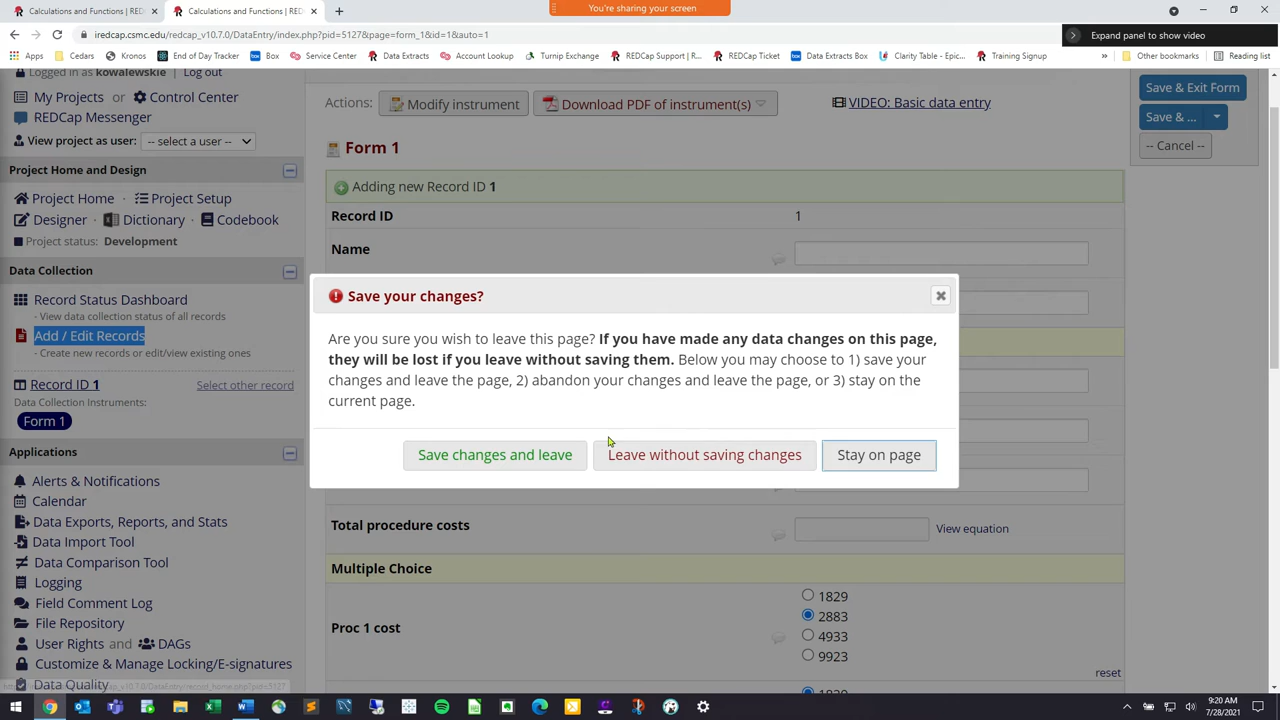 Calculations and Functions | RED
Calculations and Functions | RED
You're sharing your screen
iredcap.csmc.edu/redcap_v10.7.0/DataEntry/index.php?pid=5127&page=form_1&id=1&auto=1
Expand panel to show video
Apps
Cedars
Kronos
End of Day Tracker
Box
Data Extracts
Account Lookup
Turnip Exchange
REDCap Support | R...
REDCap Ticket
Data Extracts Box
Clarity Table - Epic...
Training Signup
Other bookmarks
Reading list
Logged in as kowalewskie | Log out
My Projects or Control Center
REDCap Messenger
View project as user: -- select a user --
Project Home and Design
Project Home
Project Setup
Designer
Dictionary
Codebook
Project status: Development
Data Collection
Record Status Dashboard
- View data collection status of all records
Add / Edit Records
- Create new records or edit/view existing ones
Record ID 1
Select other record
Data Collection Instruments:
Form 1
Applications
Alerts & Notifications
Calendar
Data Exports, Reports, and Stats
Data Import Tool
Data Comparison Tool
Logging
Field Comment Log
File Repository
User Rights and DAGs
Customize & Manage Locking/E-signatures
Data Quality
Actions:
Modify instrument
Download PDF of instrument(s)
VIDEO: Basic data entry
Save & Exit Form
Save & ...
-- Cancel --
Form 1
Adding new Record ID 1
Record ID
1
Name
Save your changes?
Are you sure you wish to leave this page? If you have made any data changes on this page,
they will be lost if you leave without saving them. Below you may choose to 1) save your
changes and leave the page, 2) abandon your changes and leave the page, or 3) stay on the
current page.
Save changes and leave
Leave without saving changes
Stay on page
Total procedure costs
View equation
Multiple Choice
Proc 1 cost
1829
2883
4933
9923
reset
1829
9:20 AM
7/28/2021